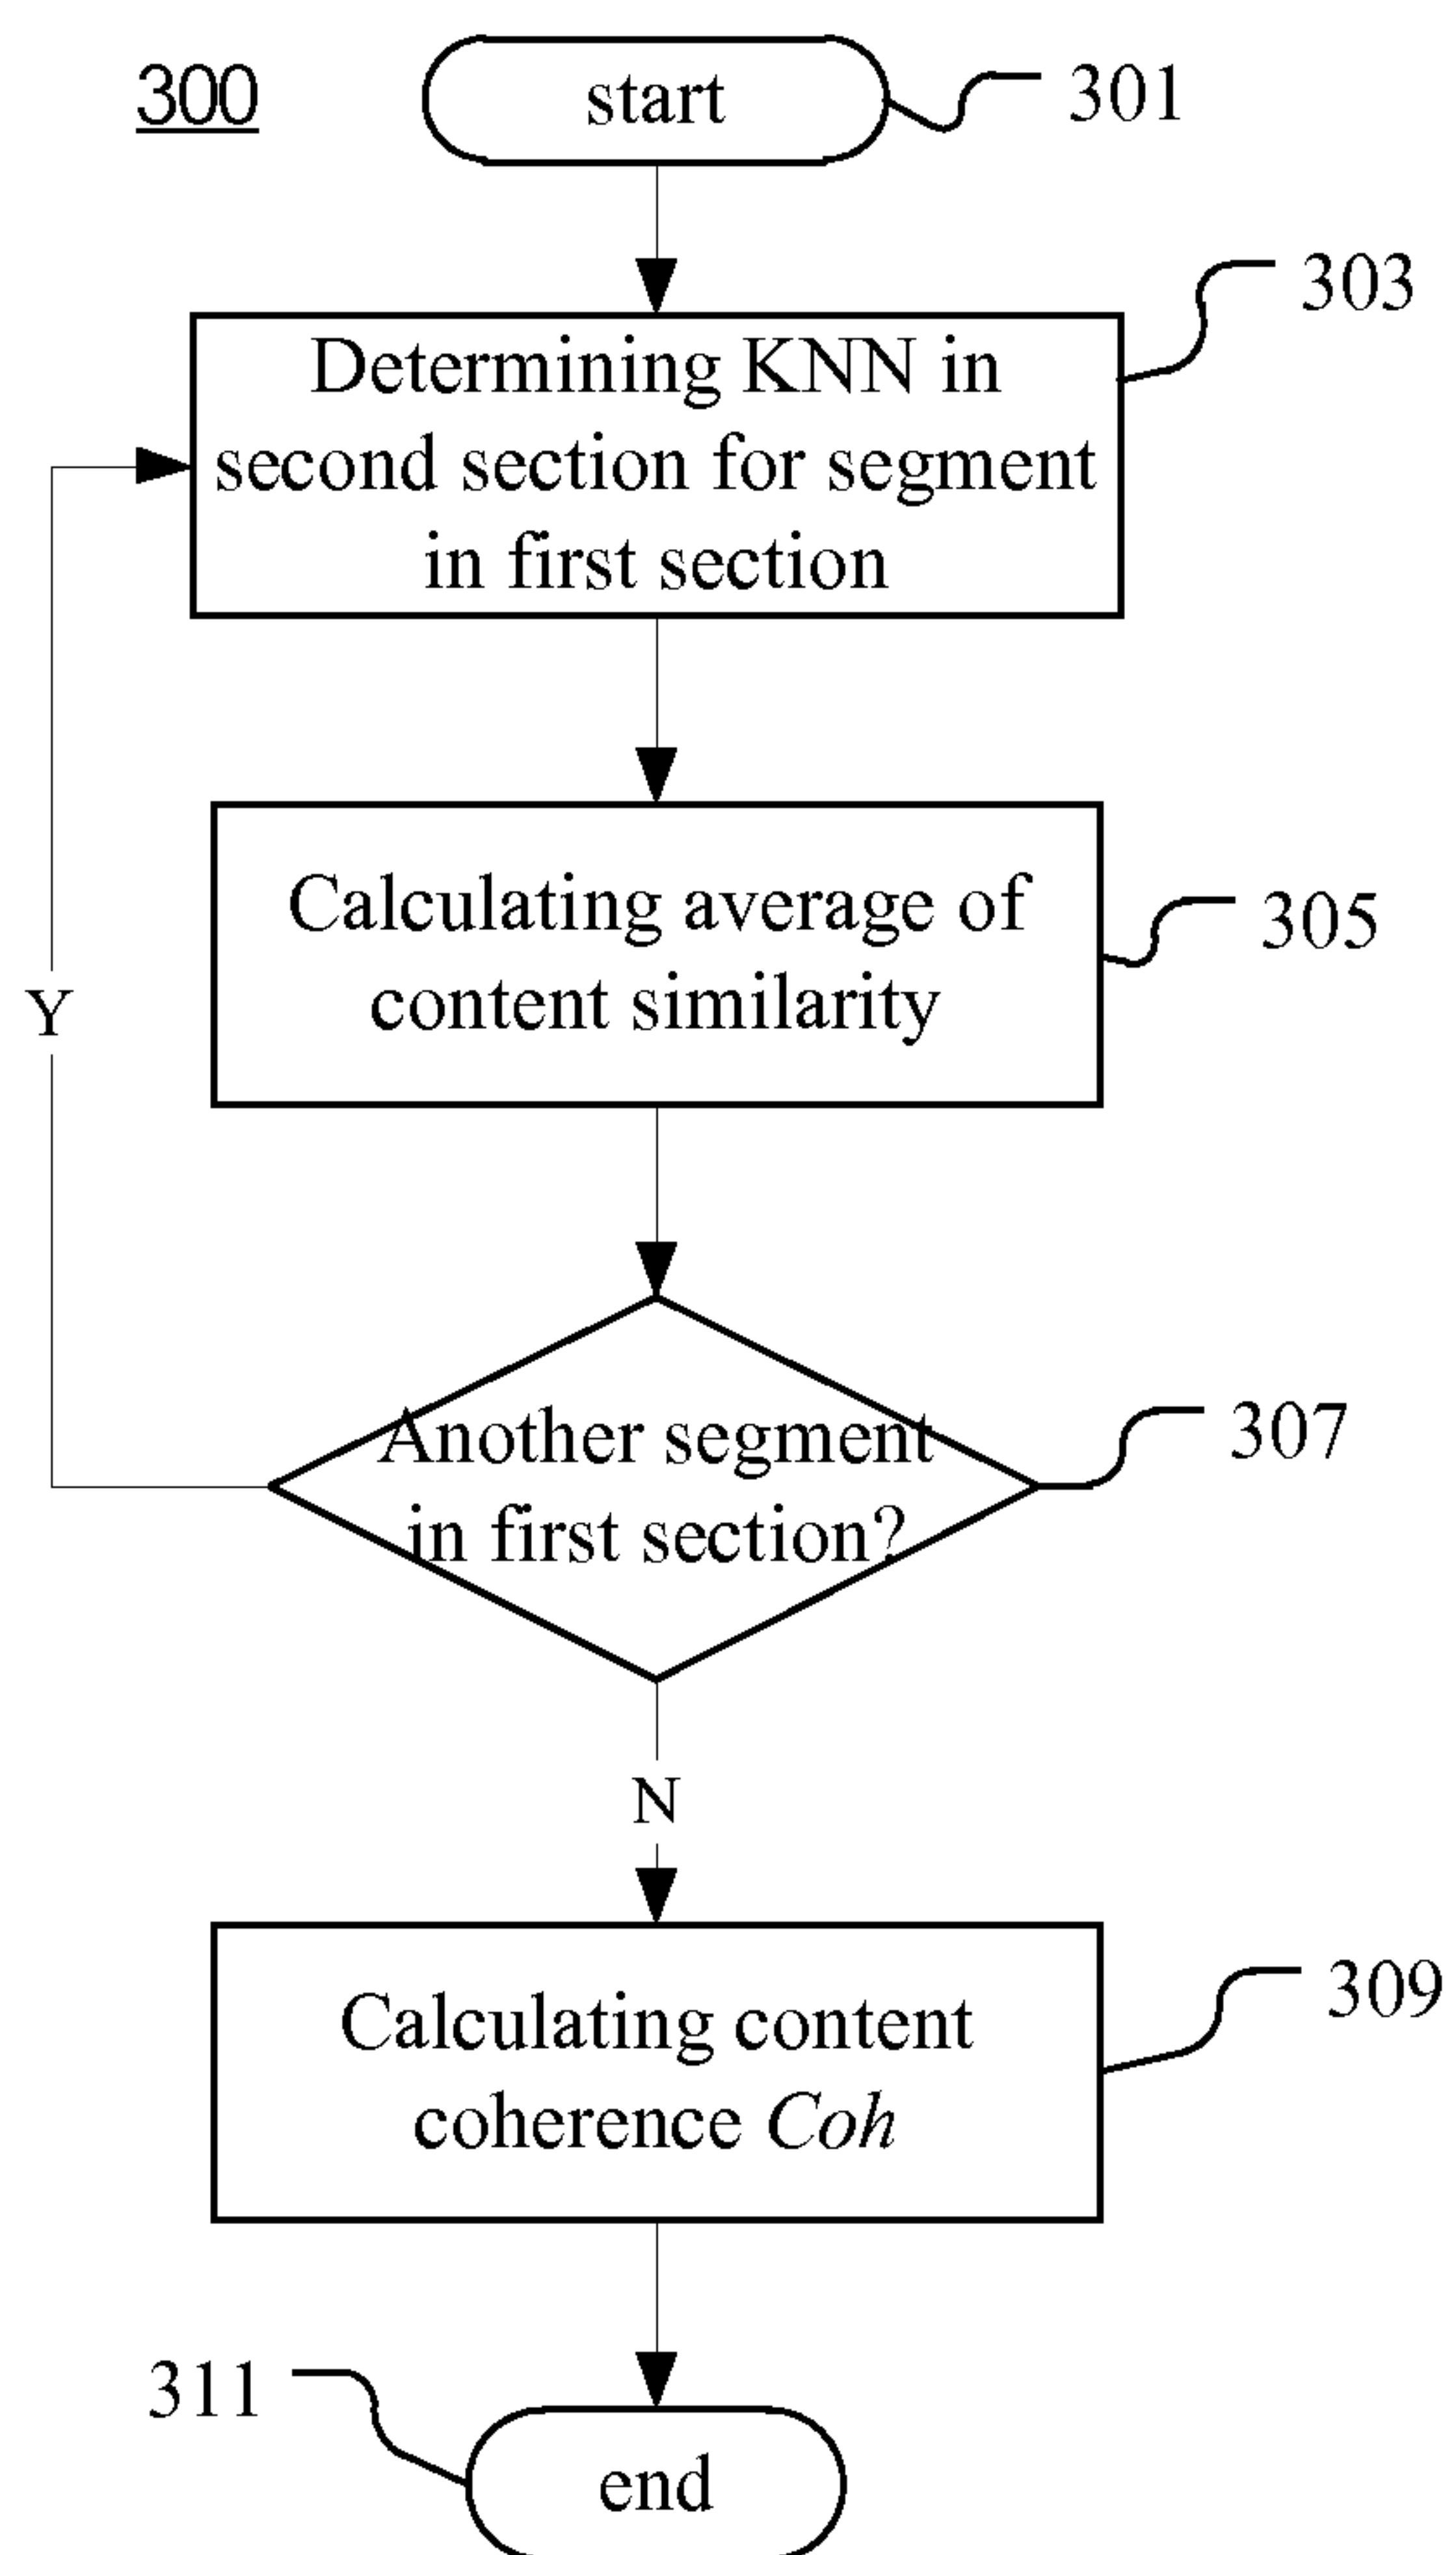 300
start
301
303
Determining KNN in
second section for segment
in first section
Calculating average of
content similarity
305
Y
Another segment
in first section?
307
N
Calculating content
coherence Coh
309
311
end